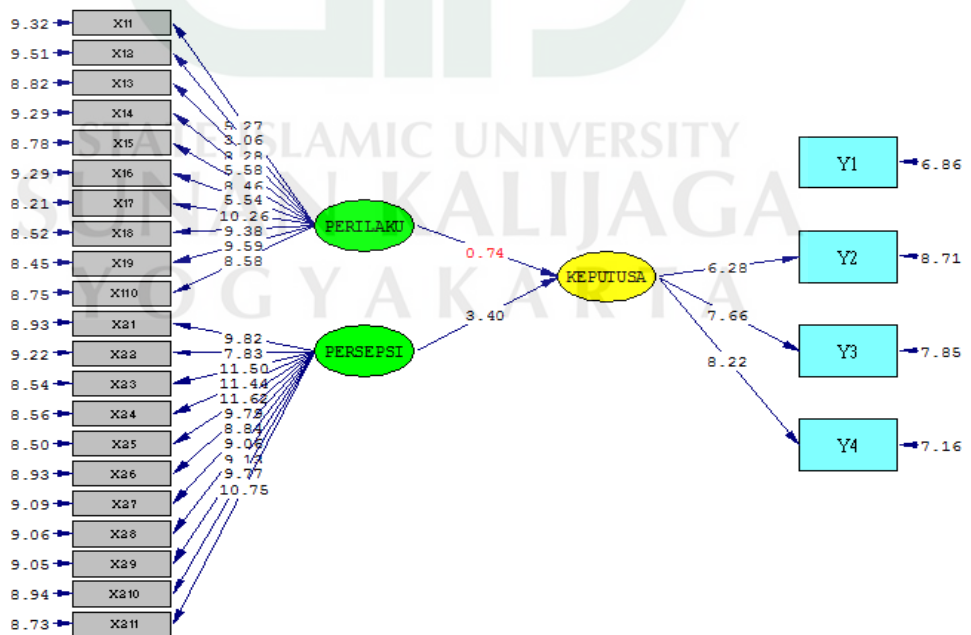 9.32 X11
9.51 X12
8.82 X13
9.29 X14
8.78 X15
9.29 X16
8.21 X17
8.52 X18
8.45 X19
8.75 X110
8.93 X21
9.22 X22
8.54 X23
8.56 X24
8.50 X25
8.93 X26
9.09 X27
9.06 X28
9.05 X29
8.94 X210
8.73 X211
3.06
5.58
8.46
5.54
10.26
9.38
9.59
8.58
9.82
7.83
11.50
11.44
11.62
9.79
8.84
9.06
9.13
9.77
10.75
PERILAKU
PERSEPSI
0.74
3.40
KEPUTUSA
6.28
7.66
8.22
Y1 6.86
Y2 8.71
Y3 7.85
Y4 7.16
STATE ISLAMIC UNIVERSITY
SUNAN KALIJAGA
YOGYAKARTA